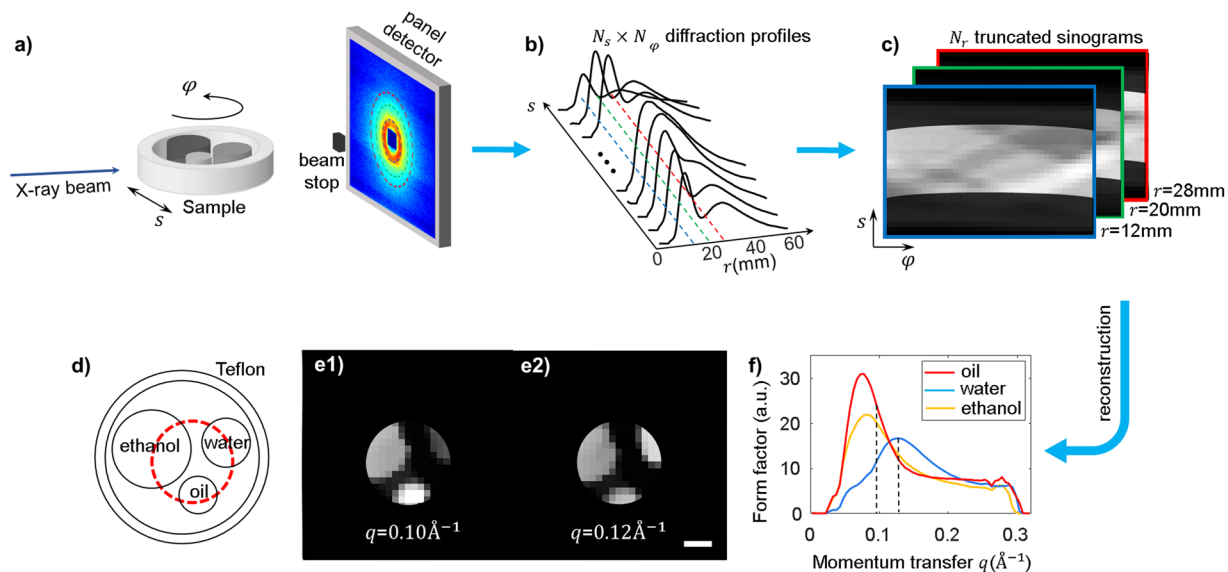 a)
φ
X-ray beam
s
Sample
panel
detector
beam
stop
b)
N_s × N_φ diffraction profiles
s
0
20
40
60
r(mm)
c)
N_r truncated sinograms
r=28mm
r=20mm
r=12mm
s
φ
reconstruction
d)
Teflon
ethanol
water
oil
e1)
q=0.10Å⁻¹
e2)
q=0.12Å⁻¹
f)
oil
water
ethanol
Form factor (a.u.)
30
20
10
0
0
0.1
0.2
0.3
Momentum transfer q(Å⁻¹)